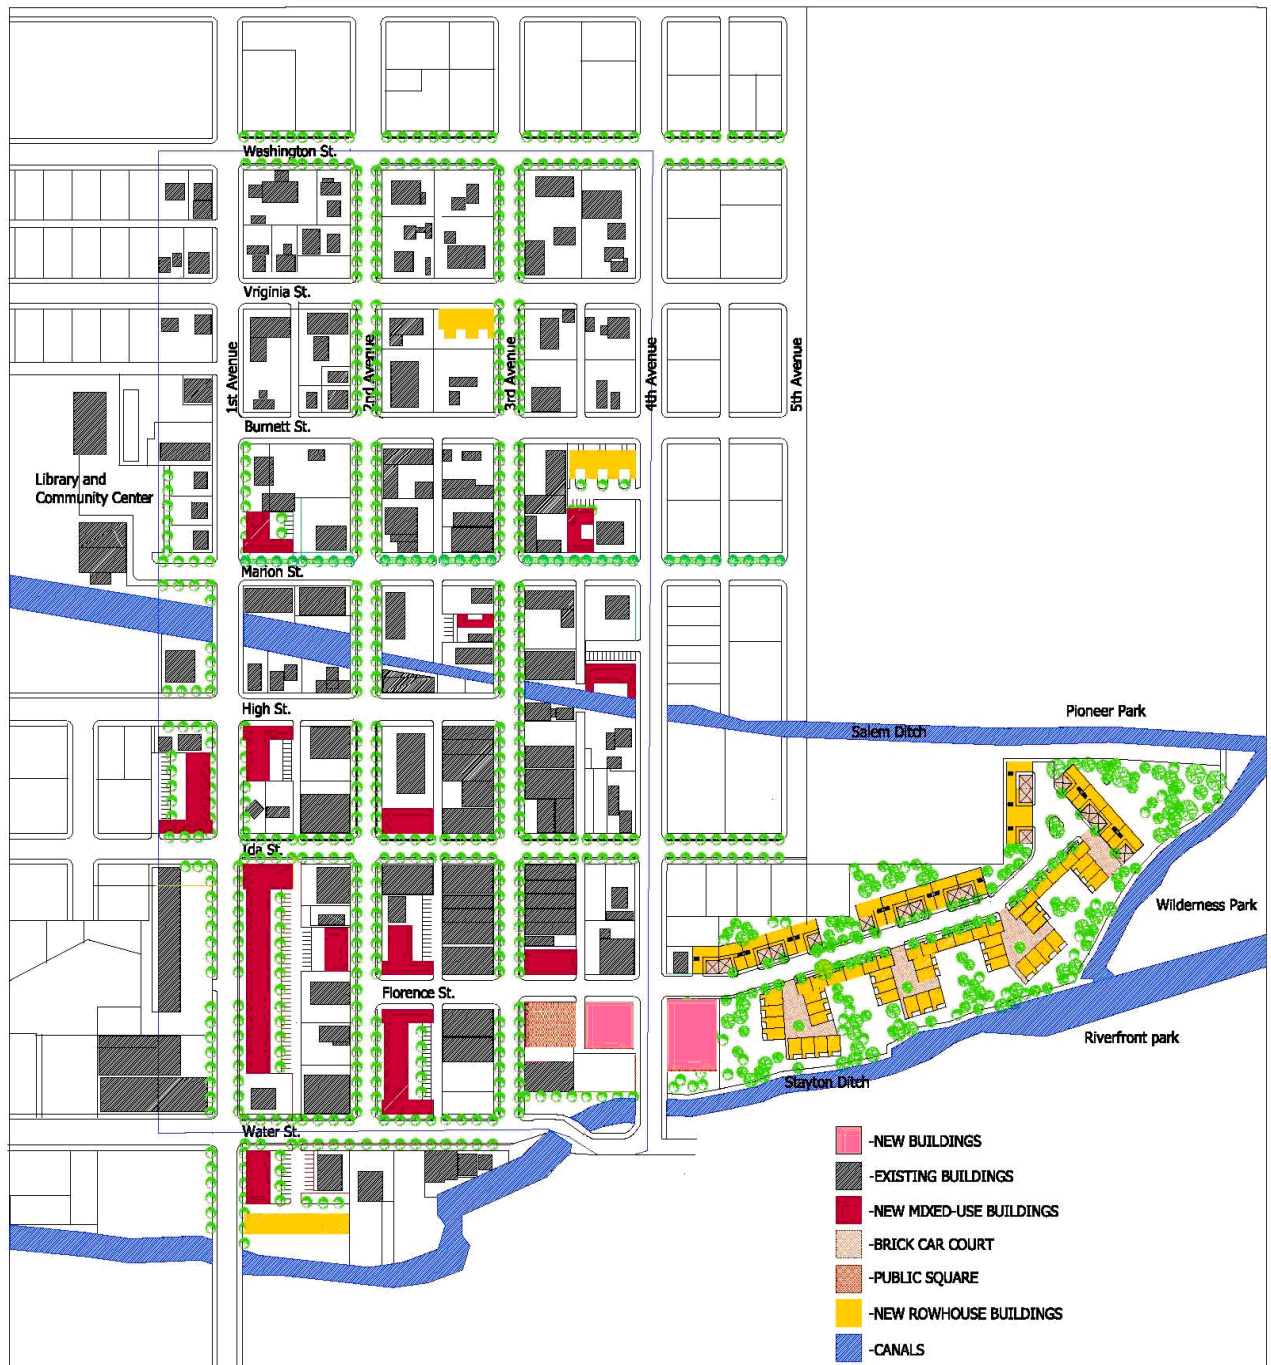 Washington St.
Vriginia St.
1st Avenue
2nd Avenue
3rd Avenue
4th Avenue
5th Avenue
Burnett St.
Library and
Community Center
Marion St.
High St.
Pioneer Park
Salem Ditch
Ida St.
Wilderness Park
Florence St.
Riverfront park
Stayton Ditch
Water St.
-NEW BUILDINGS
-EXISTING BUILDINGS
-NEW MIXED-USE BUILDINGS
-BRICK CAR COURT
-PUBLIC SQUARE
-NEW ROWHOUSE BUILDINGS
-CANALS